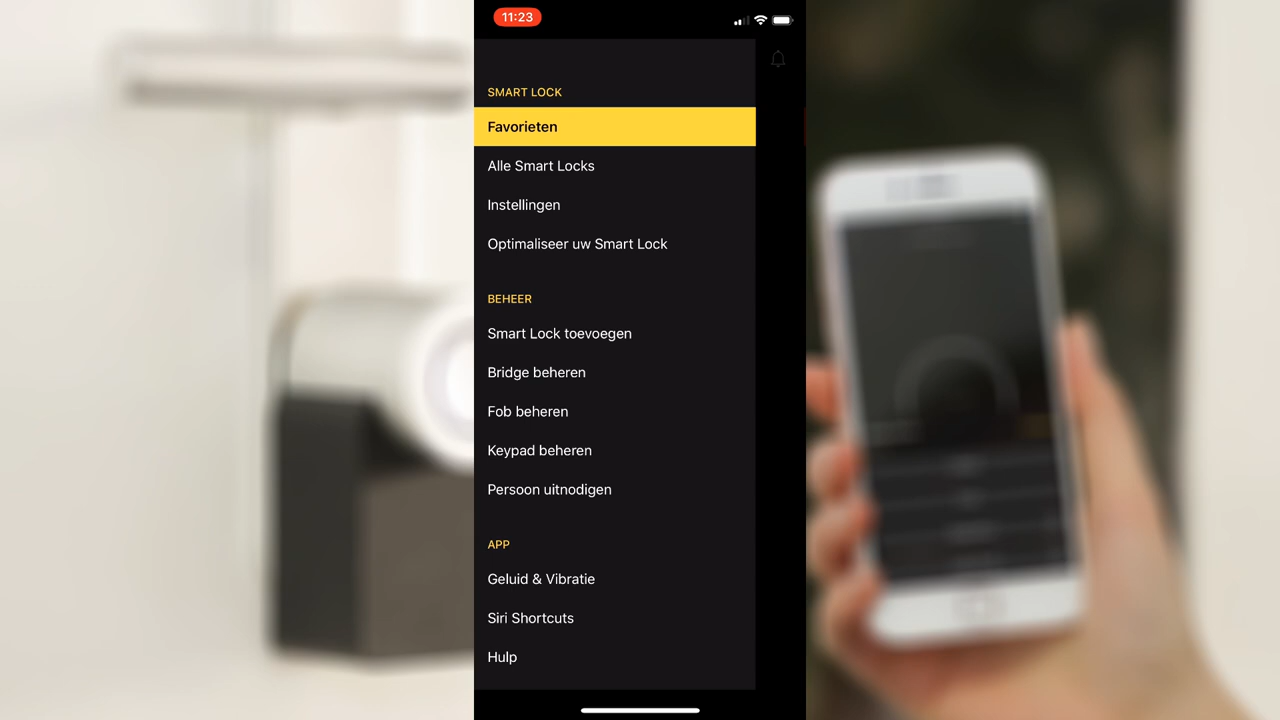 11:23
SMART LOCK
Favorieten
Alle Smart Locks
Instellingen
Optimaliseer uw Smart Lock
BEHEER
Smart Lock toevoegen
Bridge beheren
Fob beheren
Keypad beheren
Persoon uitnodigen
APP
Geluid & Vibratie
Siri Shortcuts
Hulp